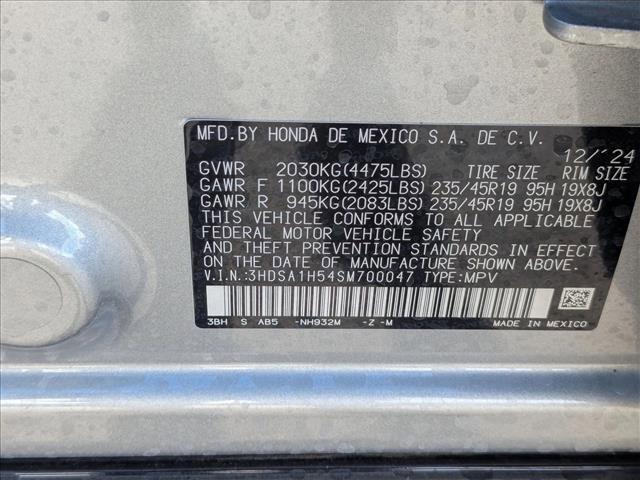 MFD.BY HONDA DE MEXICO S.A. DE C.V.
12/'24
GVWR 2030KG(4475LBS) TIRE SIZE RIM SIZE
GAWR F 1100KG(2425LBS) 235/45R19 95H 19X8J
GAWR R 945KG(2083LBS) 235/45R19 95H 19X8J
THIS VEHICLE CONFORMS TO ALL APPLICABLE
FEDERAL MOTOR VEHICLE SAFETY
AND THEFT PREVENTION STANDARDS IN EFFECT
ON THE DATE OF MANUFACTURE SHOWN ABOVE.
V.I.N.:3HDSA1H54SM700047 TYPE:MPV
3BH S AB5 -NH932M -Z -M MADE IN MEXICO